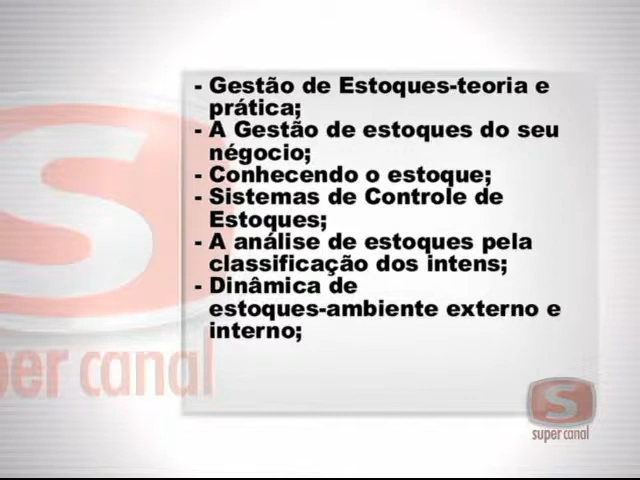 - Gestão de Estoques-teoria e
prática;
- A Gestão de estoques do seu
négocio;
- Conhecendo o estoque;
- Sistemas de Controle de
Estoques;
- A análise de estoques pela
classificação dos intens;
- Dinâmica de
estoques-ambiente externo e
interno;
per canal
S
super canal